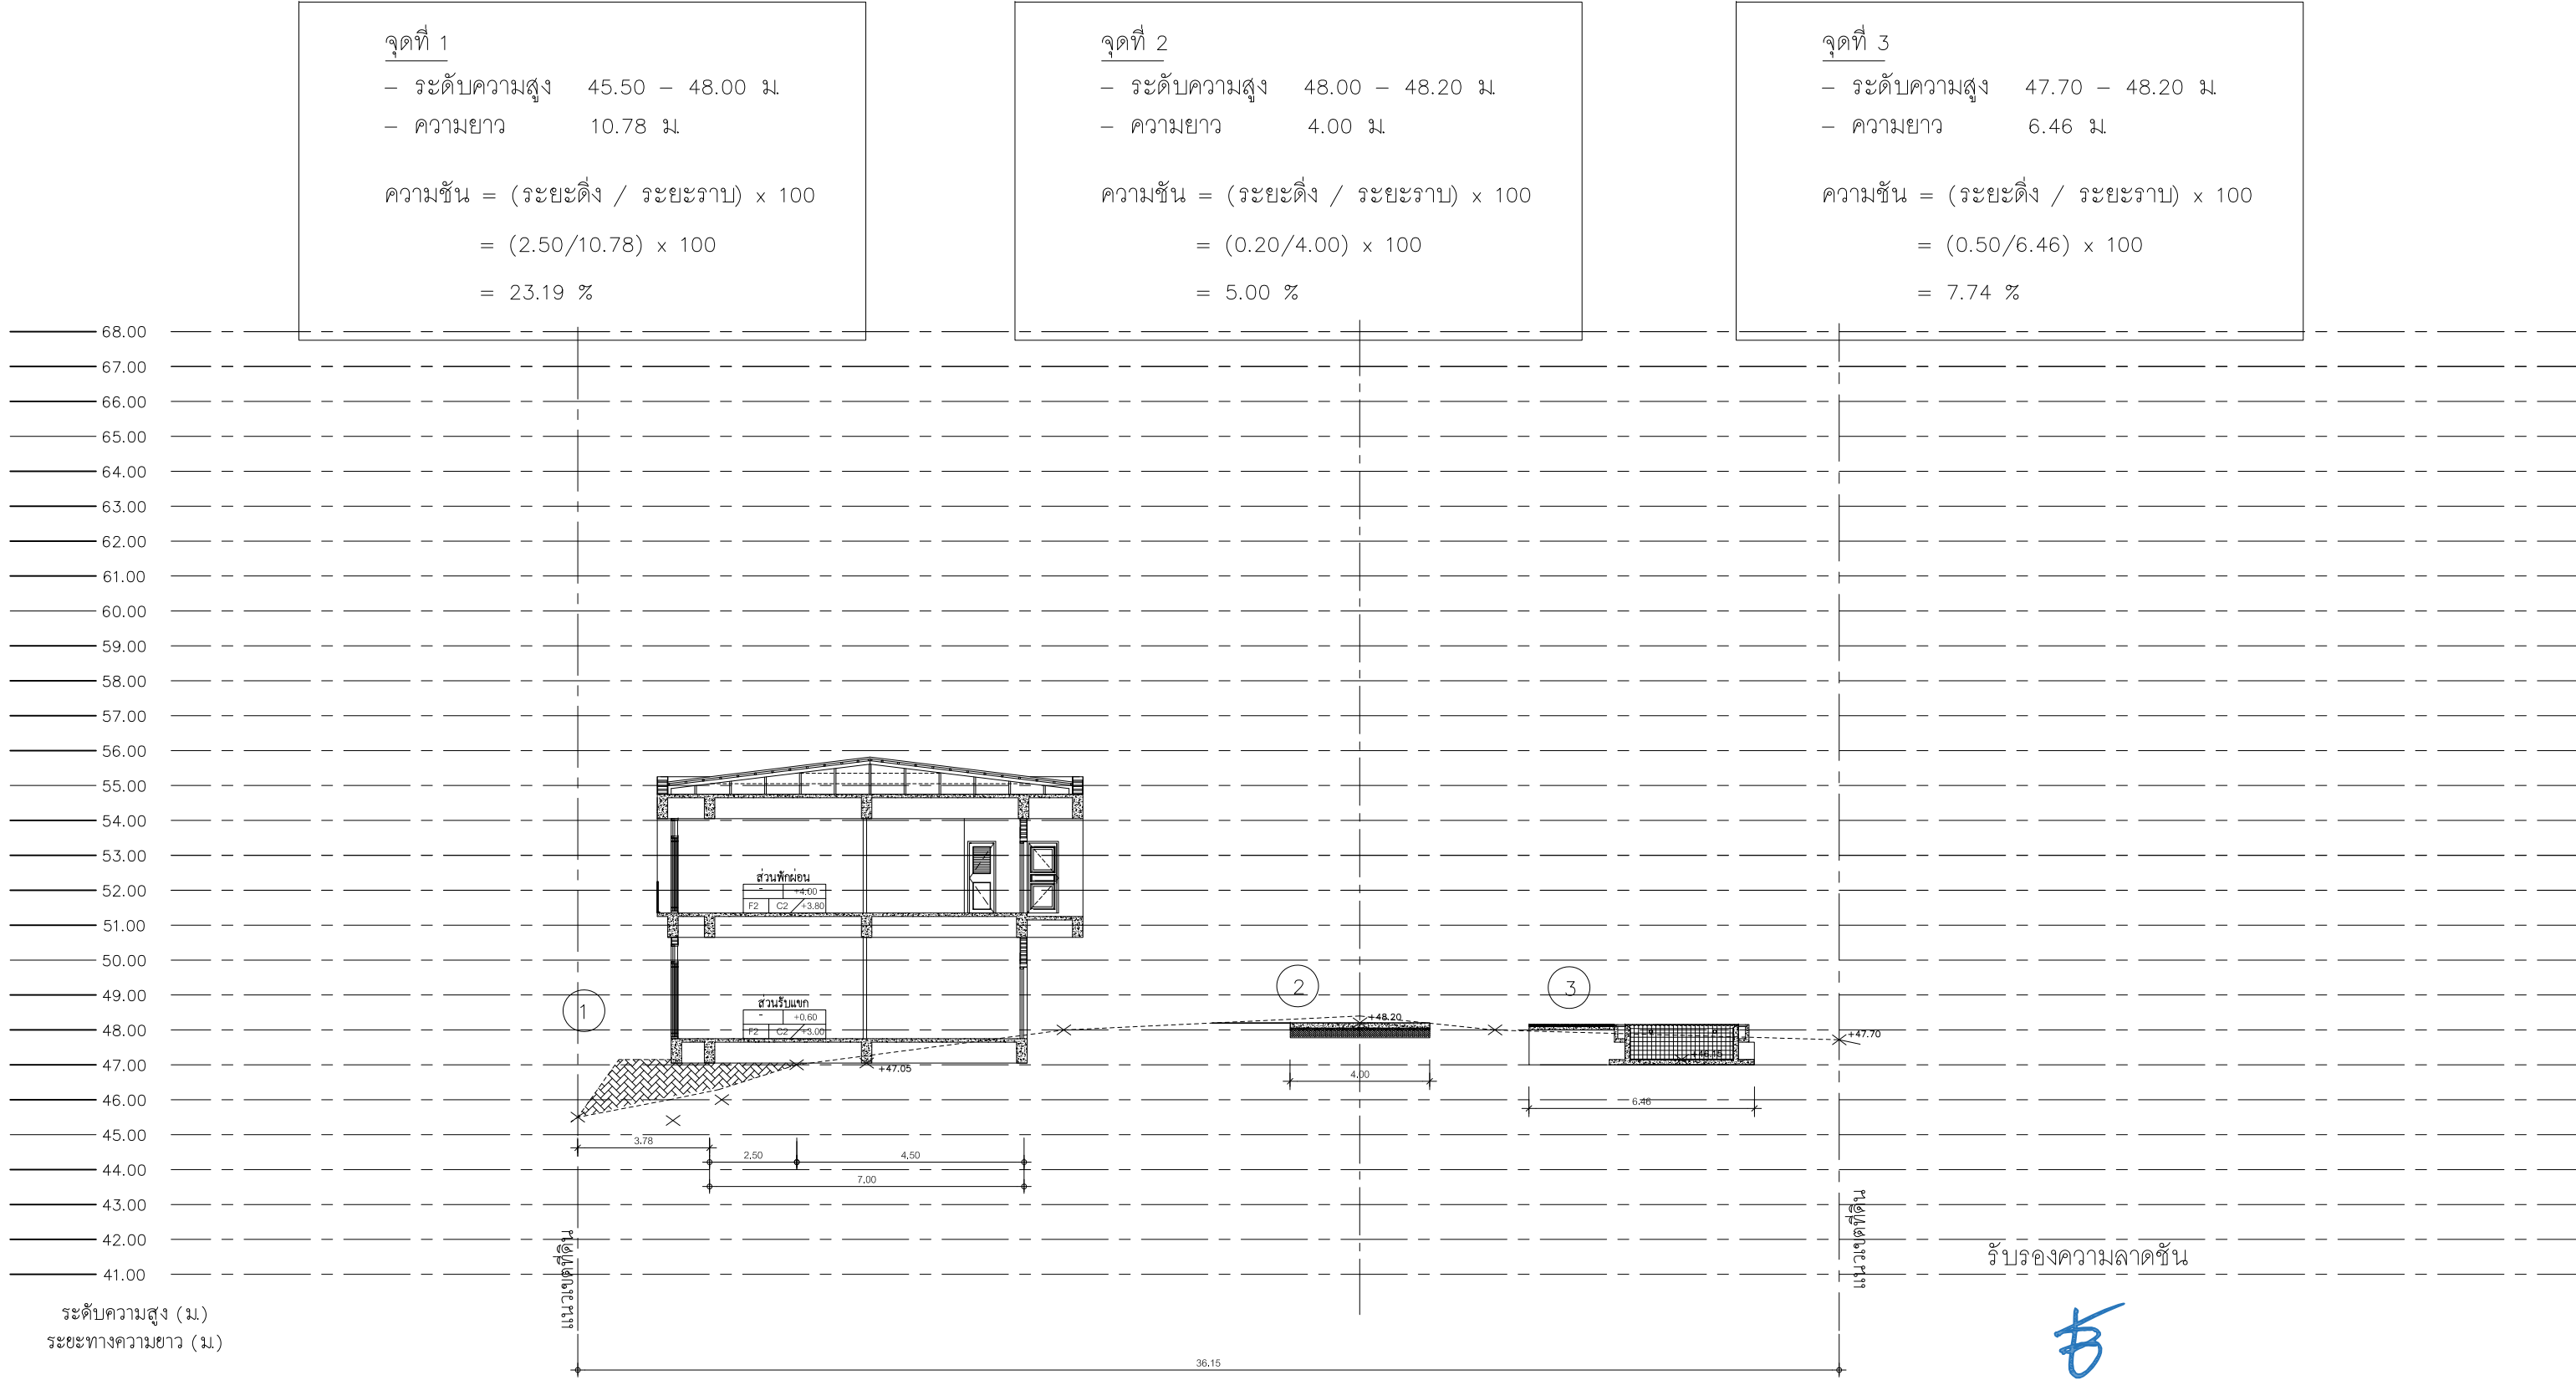 จุดที่ 1
– ระดับความสูง 45.50 – 48.00 ม.
– ความยาว 10.78 ม.
ความชัน = (ระยะดิ่ง / ระยะราบ) x 100
= (2.50/10.78) x 100
= 23.19 %
จุดที่ 2
– ระดับความสูง 48.00 – 48.20 ม.
– ความยาว 4.00 ม.
ความชัน = (ระยะดิ่ง / ระยะราบ) x 100
= (0.20/4.00) x 100
= 5.00 %
จุดที่ 3
– ระดับความสูง 47.70 – 48.20 ม.
– ความยาว 6.46 ม.
ความชัน = (ระยะดิ่ง / ระยะราบ) x 100
= (0.50/6.46) x 100
= 7.74 %
68.00
67.00
66.00
65.00
64.00
63.00
62.00
61.00
60.00
59.00
58.00
57.00
56.00
55.00
54.00
53.00
52.00
51.00
50.00
49.00
48.00
47.00
46.00
45.00
44.00
43.00
42.00
41.00
ระดับความสูง (ม.)
ระยะทางความยาว (ม.)
ส่วนพักผ่อน
- +4.00
F2 C2 +3.80
ส่วนรับแขก
- +0.60
F2 C2 +3.00
1
2
3
+47.05
+48.20
+47.70
4.00
6.46
3.78
2.50
4.50
7.00
แนวเขตที่ดิน
แนวเขตที่ดิน
36.15
รับรองความลาดชัน